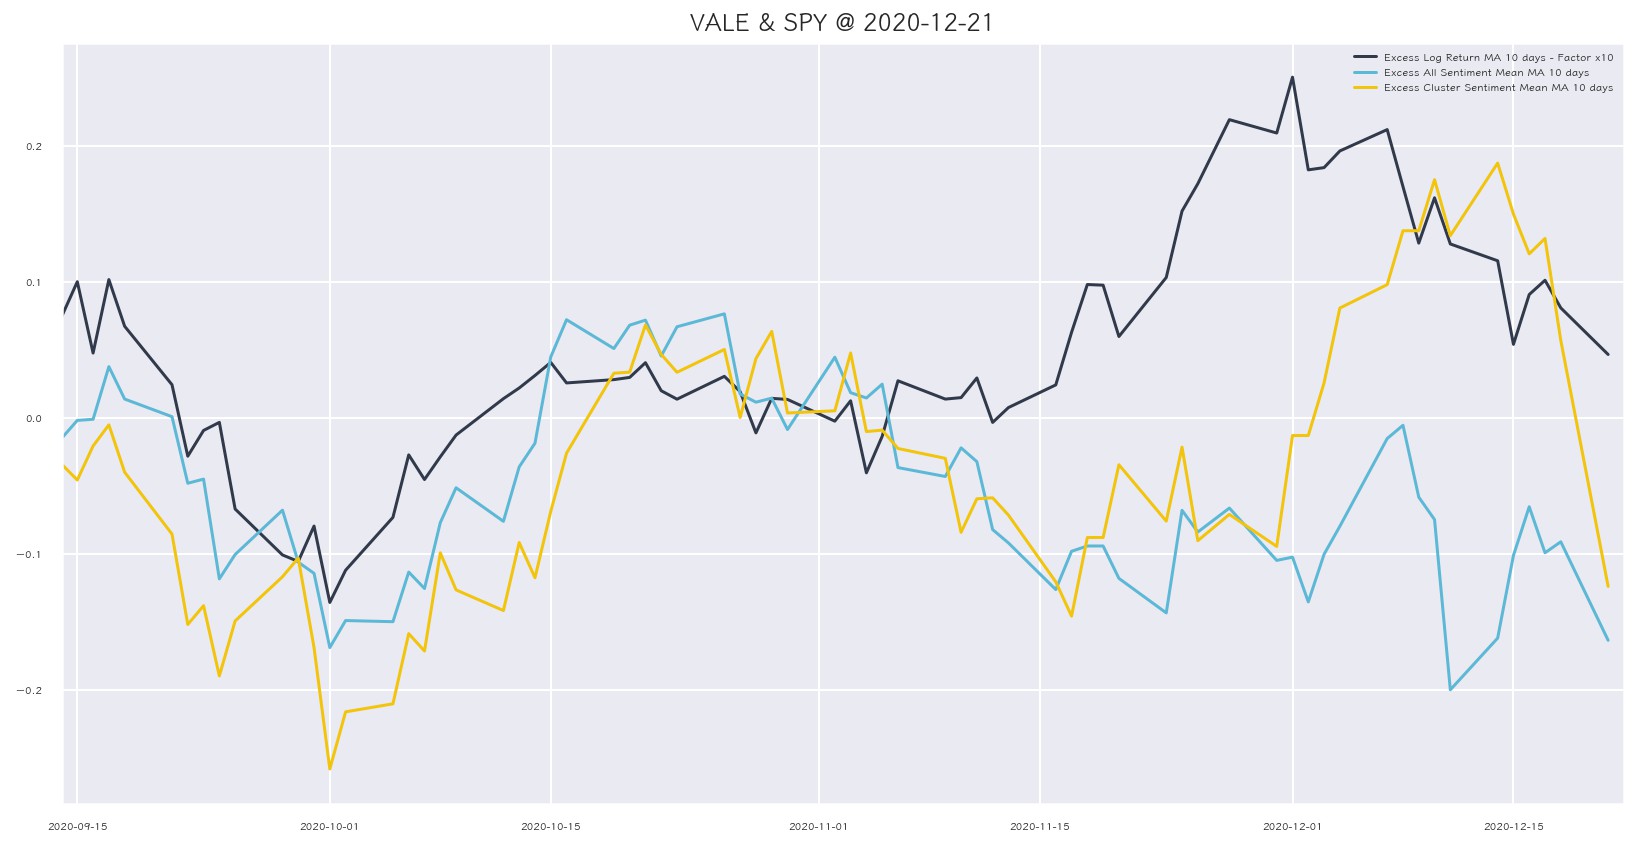 VALE & SPY @ 2020-12-21
Excess Log Return MA 10 days - Factor x10
Excess All Sentiment Mean MA 10 days
Excess Cluster Sentiment Mean MA 10 days
0.2
0.1
0.0
−0.1
−0.2
2020-09-15 2020-10-01 2020-10-15 2020-11-01 2020-11-15 2020-12-01 2020-12-15